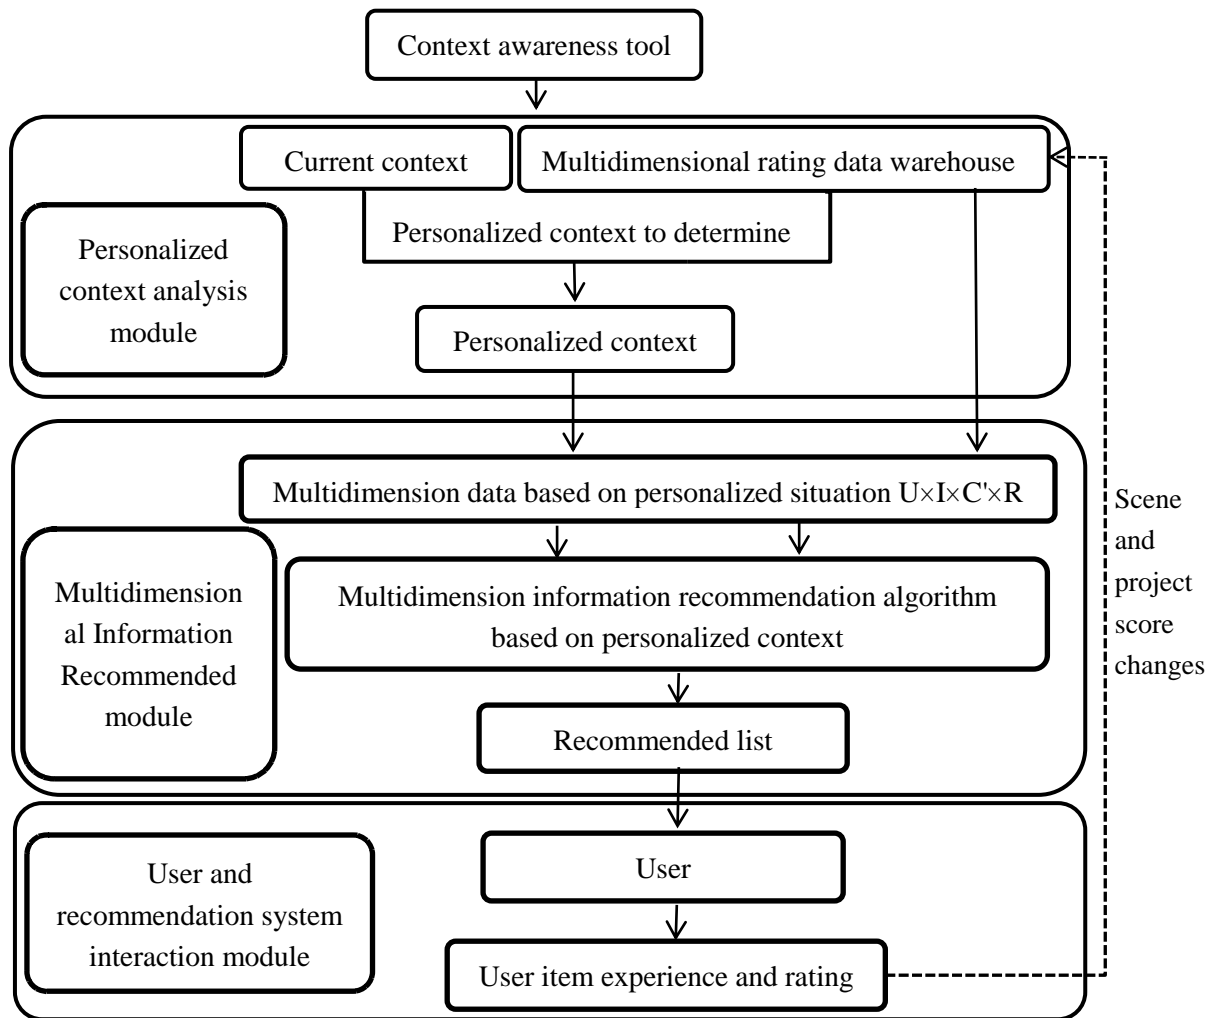 Context awareness tool
Current context
Multidimensional rating data warehouse
Personalized context to determine
Personalized
context analysis
module
Personalized context
Multidimension data based on personalized situation U×I×C'×R
Multidimension information recommendation algorithm
based on personalized context
Multidimension
al Information
Recommended
module
Recommended list
Scene
and
project
score
changes
User
User and
recommendation system
interaction module
User item experience and rating